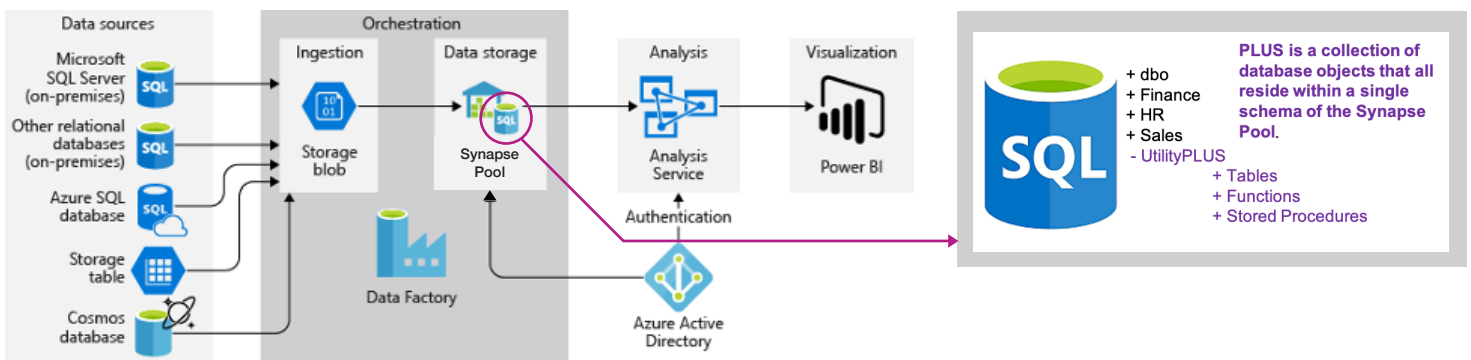 Data sources
Microsoft
SQL Server
(on-premises)
SQL
Other relational
databases
(on-premises)
SQL
Azure SQL
database
SQL
Storage
table
Cosmos
database
Orchestration
Ingestion
10
01
Storage
blob
Data storage
SQL
Synapse
Pool
Data Factory
Analysis
Analysis
Service
Authentication
Azure Active
Directory
Visualization
Power BI
SQL
+ dbo
+ Finance
+ HR
+ Sales
- UtilityPLUS
+ Tables
+ Functions
+ Stored Procedures
PLUS is a collection of
database objects that all
reside within a single
schema of the Synapse
Pool.